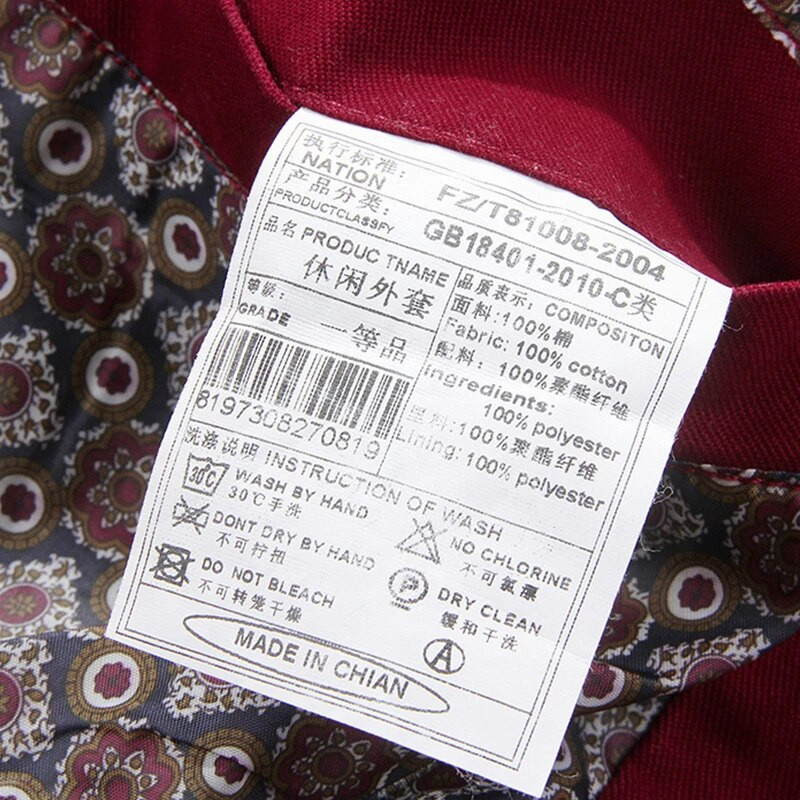 执行标准:
NATION
FZ/T81008-2004
产品分类:
PRODUCTCLASSFY
GB18401-2010-C类
品名 PRODUC TNAME
休闲外套
等级:
GRADE
一等品
8197308270819
品质表示: COMPOSITON
面料:100%棉
Fabric: 100% cotton
配料: 100%聚酯纤维
ingredients:
100% polyester
里料:100%聚酯纤维
Lining: 100% polyester
洗涤说明 INSTRUCTION OF WASH
30℃
WASH BY HAND
30℃手洗
DONT DRY BY HAND
不可拧扭
DO NOT BLEACH
不可转笼干燥
NO CHLORINE
不可氯漂
P
DRY CLEAN
缓和干洗
A
MADE IN CHIAN